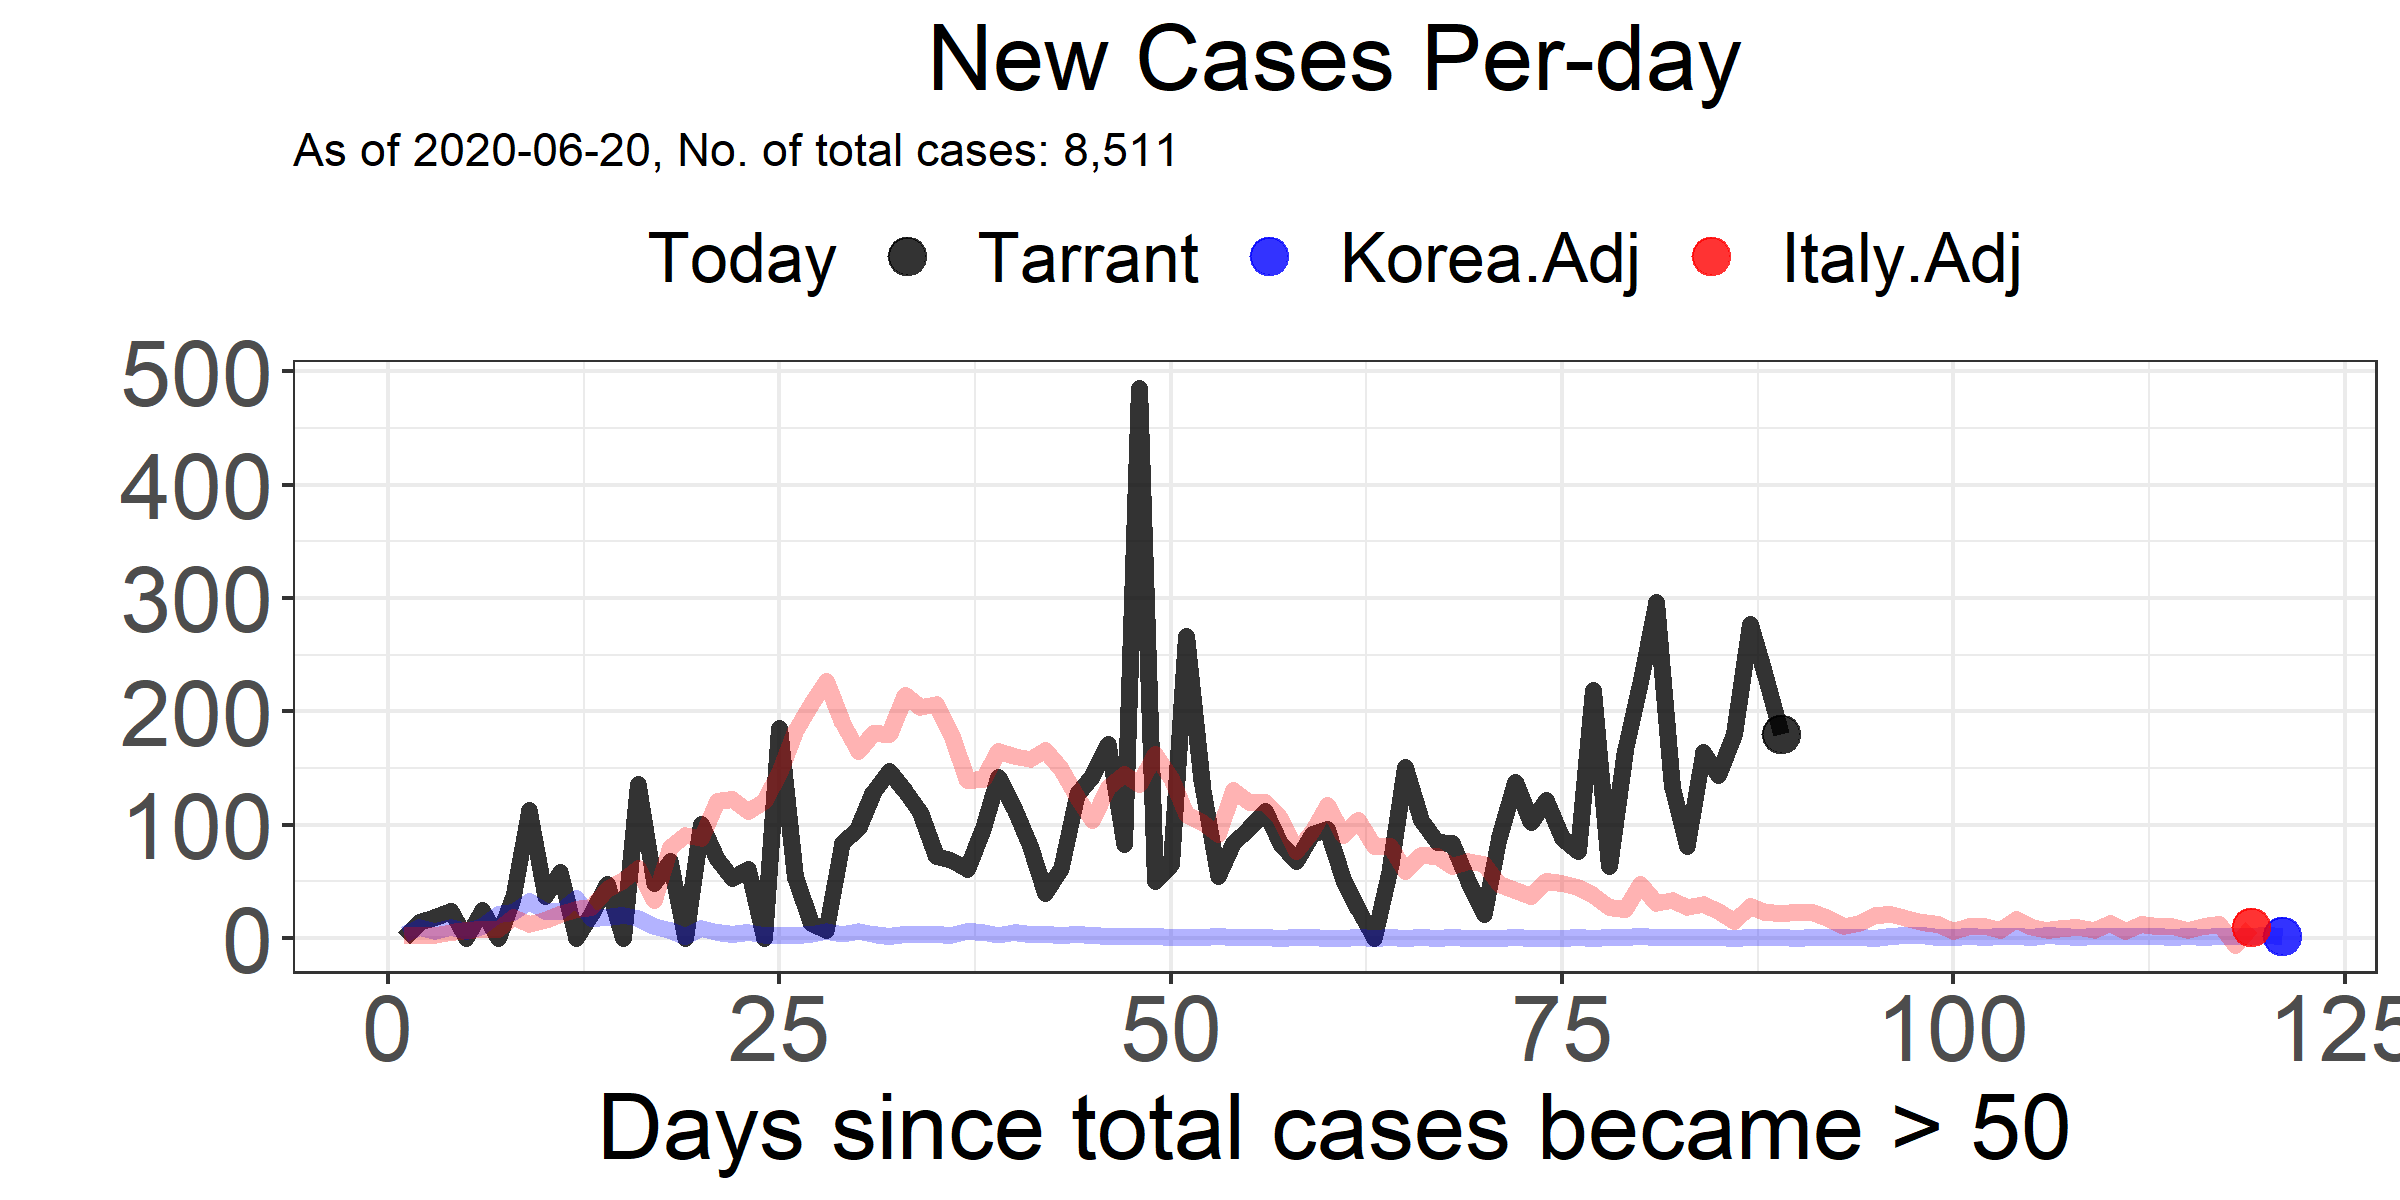 New Cases Per-day
As of 2020-06-20, No. of total cases: 8,511
Today Tarrant Korea.Adj Italy.Adj
500
400
300
200
100
0
0 25 50 75 100 125
Days since total cases became > 50